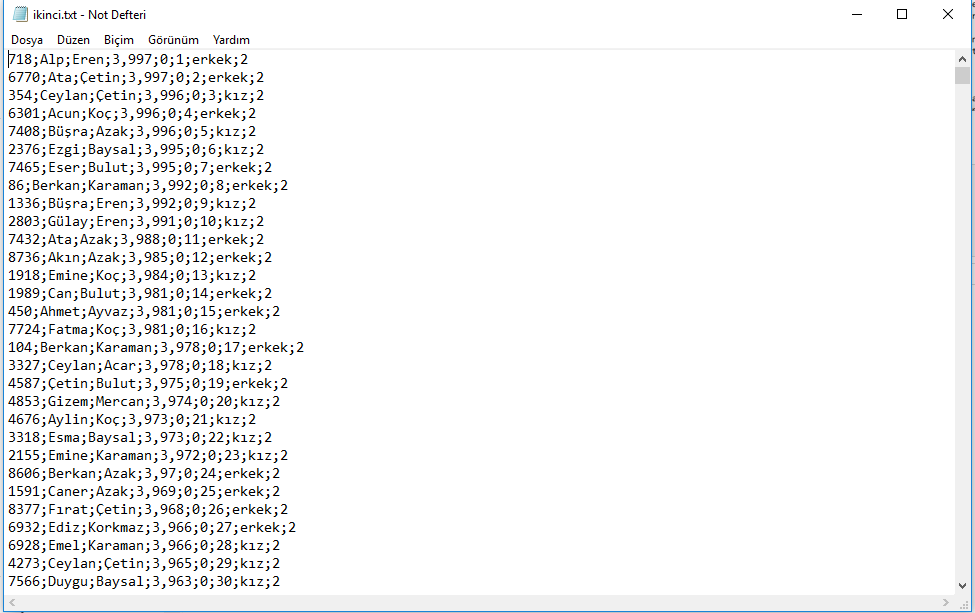 ikinci.txt - Not Defteri
Dosya Düzen Biçim Görünüm Yardım
718;Alp;Eren;3,997;0;1;erkek;2
6770;Ata;Çetin;3,997;0;2;erkek;2
354;Ceylan;Çetin;3,996;0;3;kız;2
6301;Acun;Koç;3,996;0;4;erkek;2
7408;Büşra;Azak;3,996;0;5;kız;2
2376;Ezgi;Baysal;3,995;0;6;kız;2
7465;Eser;Bulut;3,995;0;7;erkek;2
86;Berkan;Karaman;3,992;0;8;erkek;2
1336;Büşra;Eren;3,992;0;9;kız;2
2803;Gülay;Eren;3,991;0;10;kız;2
7432;Ata;Azak;3,988;0;11;erkek;2
8736;Akın;Azak;3,985;0;12;erkek;2
1918;Emine;Koç;3,984;0;13;kız;2
1989;Can;Bulut;3,981;0;14;erkek;2
450;Ahmet;Ayvaz;3,981;0;15;erkek;2
7724;Fatma;Koç;3,981;0;16;kız;2
104;Berkan;Karaman;3,978;0;17;erkek;2
3327;Ceylan;Acar;3,978;0;18;kız;2
4587;Çetin;Bulut;3,975;0;19;erkek;2
4853;Gizem;Mercan;3,974;0;20;kız;2
4676;Aylin;Koç;3,973;0;21;kız;2
3318;Esma;Baysal;3,973;0;22;kız;2
2155;Emine;Karaman;3,972;0;23;kız;2
8606;Berkan;Azak;3,97;0;24;erkek;2
1591;Caner;Azak;3,969;0;25;erkek;2
8377;Fırat;Çetin;3,968;0;26;erkek;2
6932;Ediz;Korkmaz;3,966;0;27;erkek;2
6928;Emel;Karaman;3,966;0;28;kız;2
4273;Ceylan;Çetin;3,965;0;29;kız;2
7566;Duygu;Baysal;3,963;0;30;kız;2